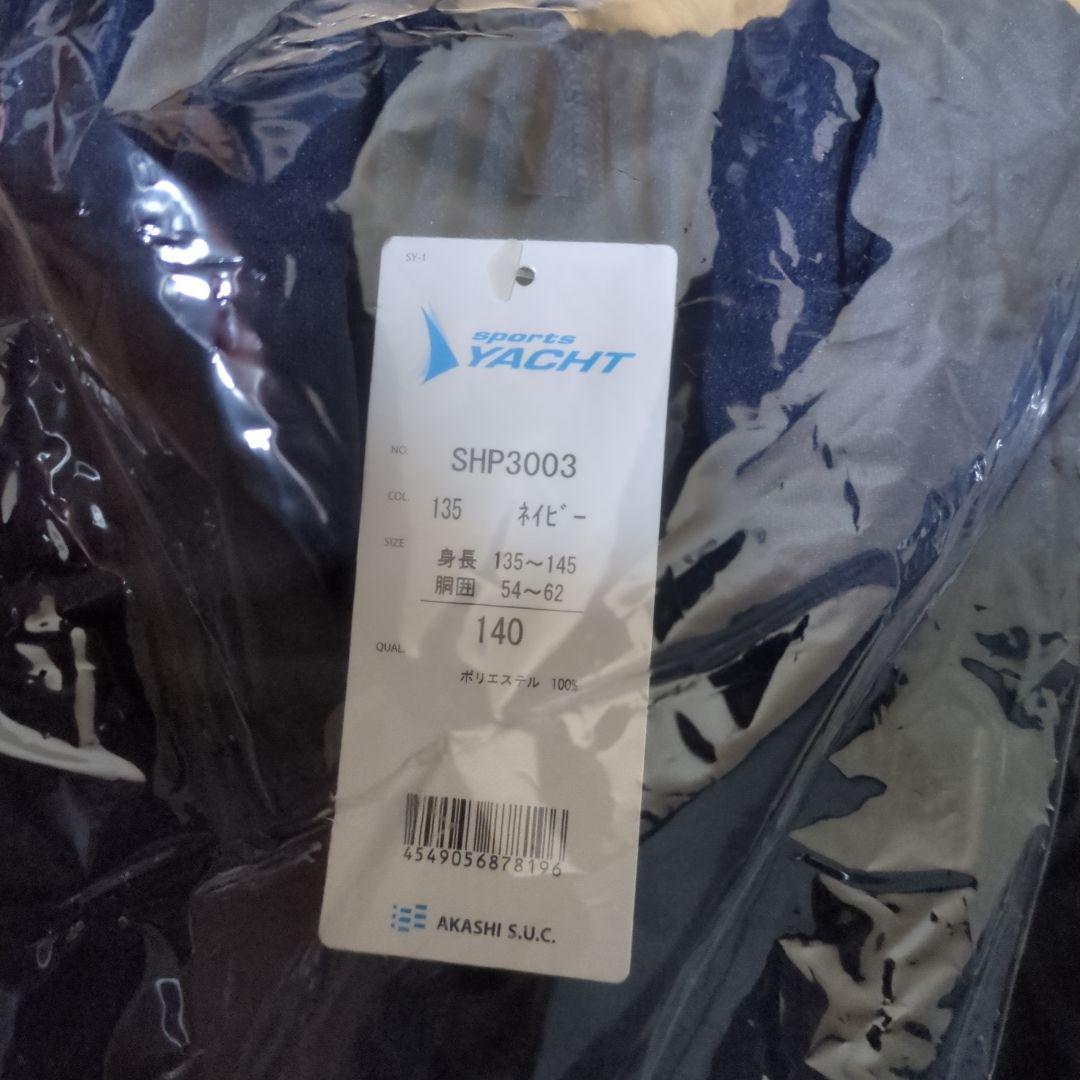 SY-1
sports
YACHT
NO. SHP3003
COL. 135 ネイビー
SIZE 身長 135～145
胴囲 54～62
140
QUAL. ポリエステル 100%
4549056878196
AKASHI S.U.C.